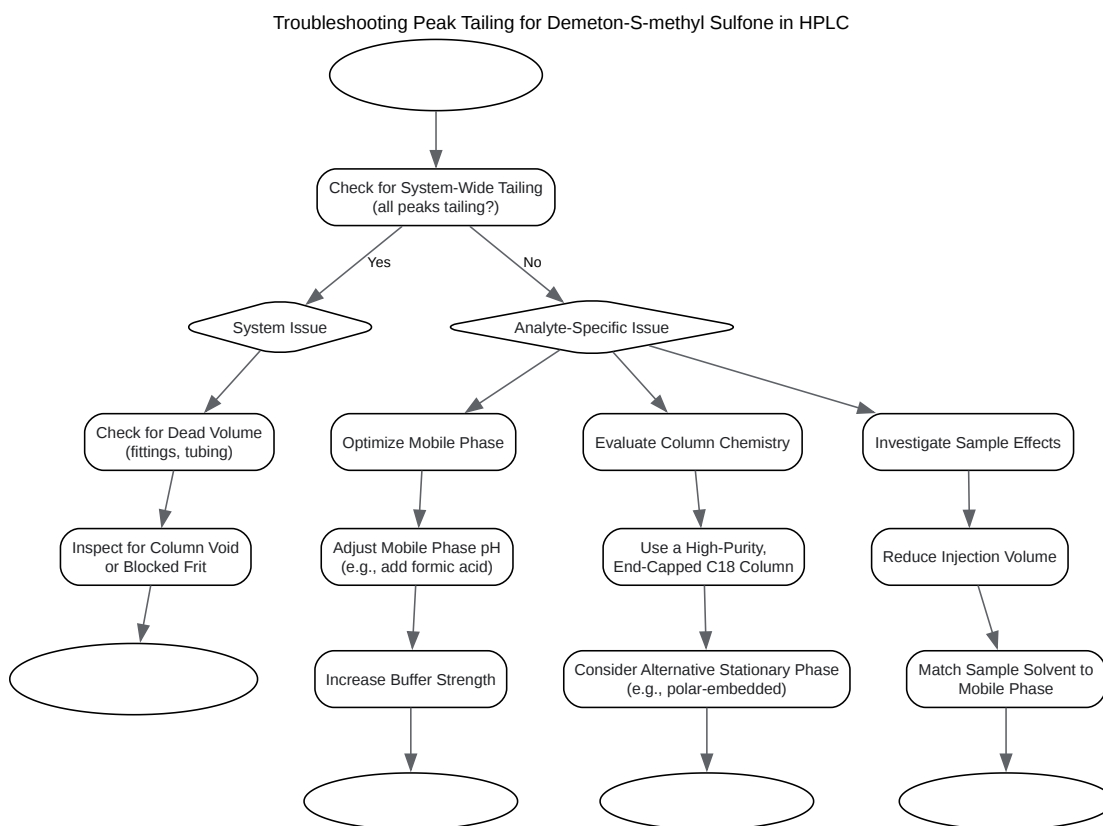 Troubleshooting Peak Tailing for Demeton-S-methyl Sulfone in HPLC
Check for System-Wide Tailing
(all peaks tailing?)
Yes
No
System Issue
Analyte-Specific Issue
Check for Dead Volume
(fittings, tubing)
Optimize Mobile Phase
Evaluate Column Chemistry
Investigate Sample Effects
Inspect for Column Void
or Blocked Frit
Adjust Mobile Phase pH
(e.g., add formic acid)
Use a High-Purity,
End-Capped C18 Column
Reduce Injection Volume
Increase Buffer Strength
Consider Alternative Stationary Phase
(e.g., polar-embedded)
Match Sample Solvent to
Mobile Phase